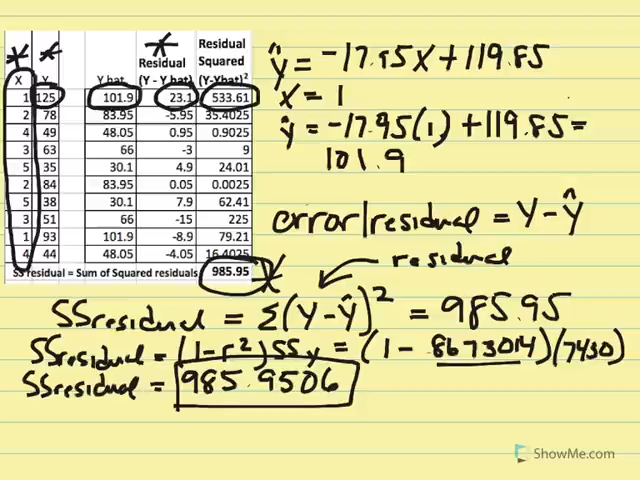 X Y Y hat Residual (Y - Y hat) Residual Squared (Y-Yhat)²
1 125 101.9 23.1 533.61
2 78 83.95 -5.95 35.4025
4 49 48.05 0.95 0.9025
3 63 66 -3 9
5 35 30.1 4.9 24.01
2 84 83.95 0.05 0.0025
5 38 30.1 7.9 62.41
3 51 66 -15 225
1 93 101.9 -8.9 79.21
4 44 48.05 -4.05 16.4025
SS residual = Sum of Squared residuals 985.95
ŷ = -17.95X + 119.85
X = 1
ŷ = -17.95(1) + 119.85 =
101.9
error/residual = Y - Ŷ
residual
SSresidual = Σ(Y - Ŷ)² = 985.95
SSresidual = (1 - r²)SSy = (1 - .8673014)(7430)
SSresidual = 985.9506
ShowMe.com